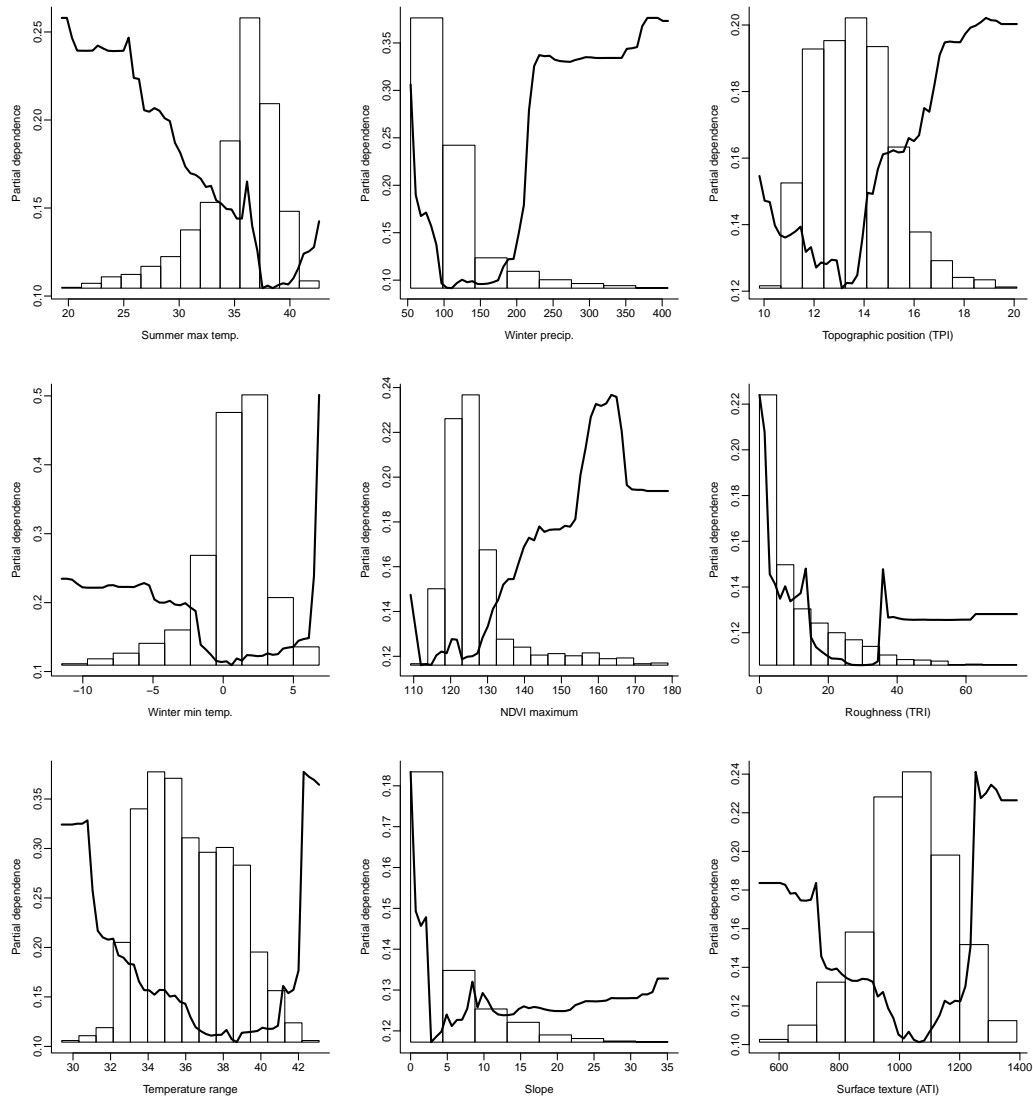 Partial dependence
0.10 0.15 0.20 0.25
20 25 30 35 40
Summer max temp.
Partial dependence
0.10 0.15 0.20 0.25 0.30 0.35
50 100 150 200 250 300 350 400
Winter precip.
Partial dependence
0.12 0.14 0.16 0.18 0.20
10 12 14 16 18 20
Topographic position (TPI)
Partial dependence
0.1 0.2 0.3 0.4 0.5
−10 −5 0 5
Winter min temp.
Partial dependence
0.12 0.14 0.16 0.18 0.20 0.22 0.24
110 120 130 140 150 160 170 180
NDVI maximum
Partial dependence
0.12 0.14 0.16 0.18 0.20 0.22
0 20 40 60
Roughness (TRI)
Partial dependence
0.10 0.15 0.20 0.25 0.30 0.35
30 32 34 36 38 40 42
Temperature range
Partial dependence
0.12 0.13 0.14 0.15 0.16 0.17 0.18
0 5 10 15 20 25 30 35
Slope
Partial dependence
0.10 0.12 0.14 0.16 0.18 0.20 0.22 0.24
600 800 1000 1200 1400
Surface texture (ATI)